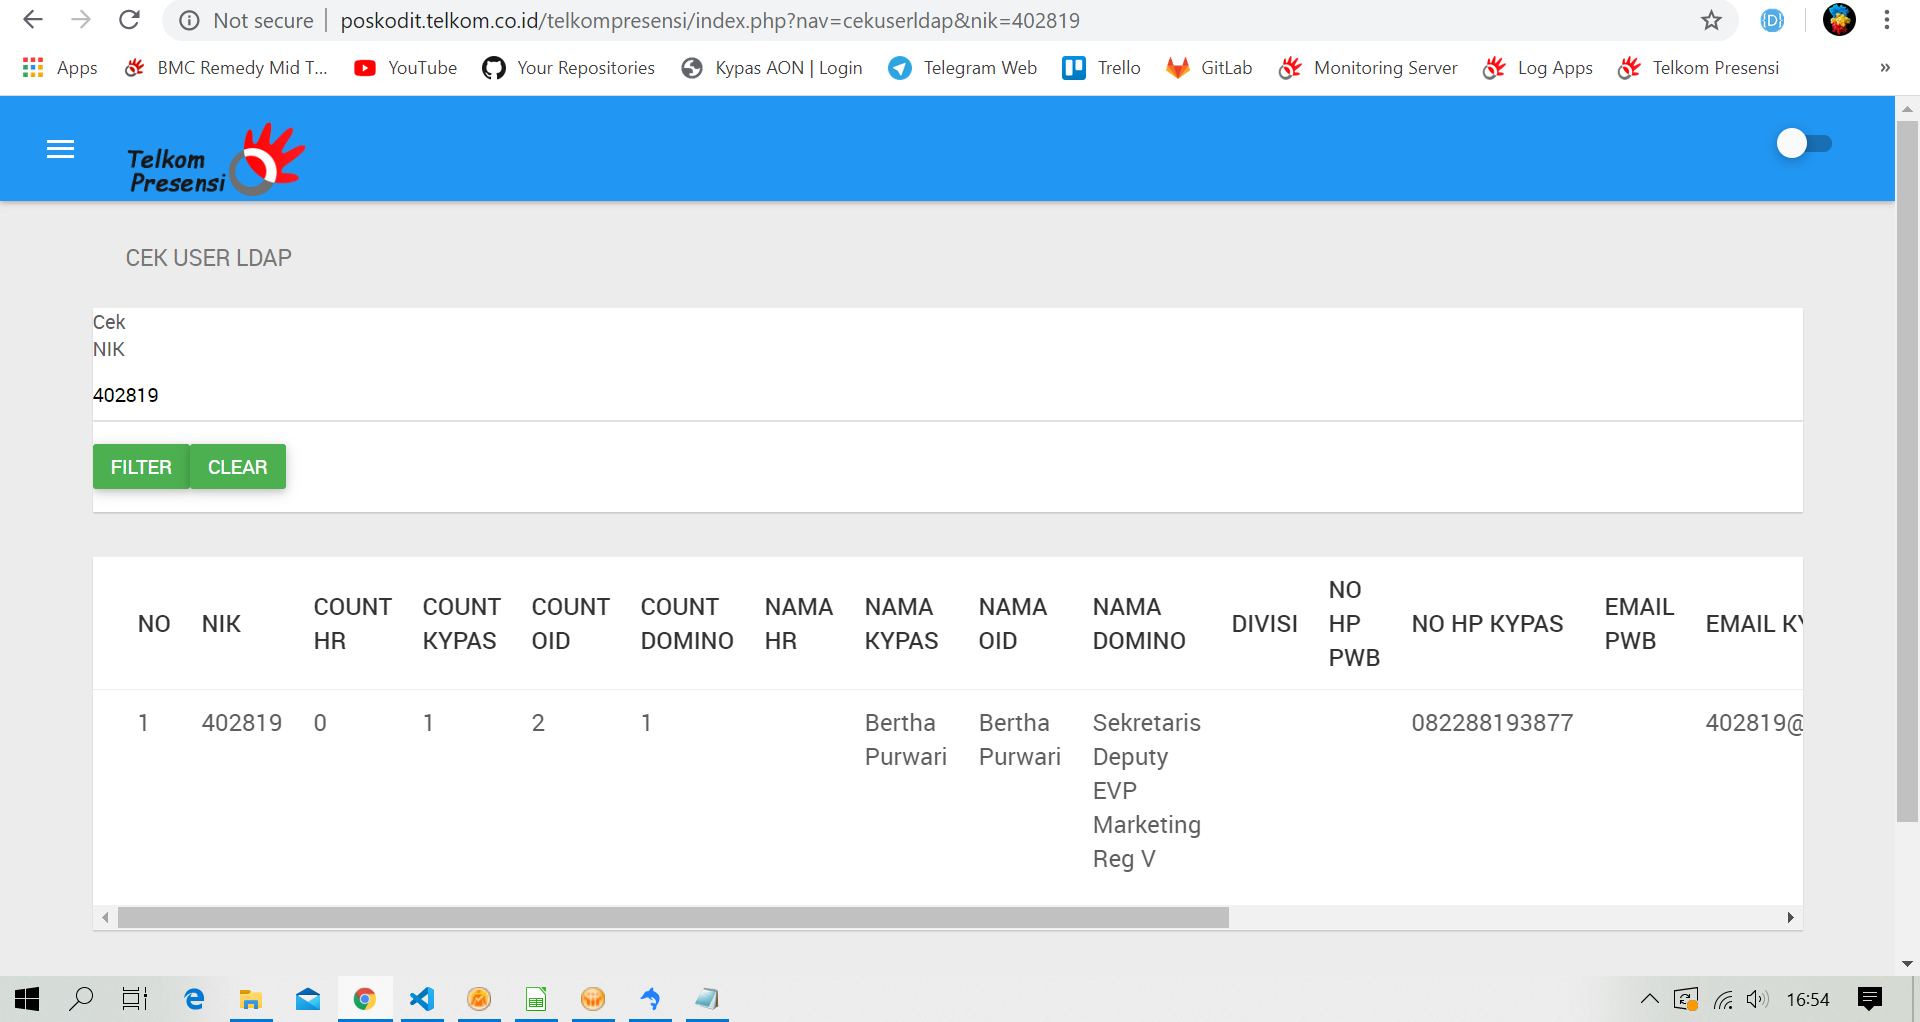 Not secure | poskodit.telkom.co.id/telkompresensi/index.php?nav=cekuserldap&nik=402819
Apps BMC Remedy Mid T... YouTube Your Repositories Kypas AON | Login Telegram Web Trello GitLab Monitoring Server Log Apps Telkom Presensi »
Telkom
Presensi
CEK USER LDAP
Cek
NIK
402819
FILTER CLEAR
NO NIK COUNT HR COUNT KYPAS COUNT OID COUNT DOMINO NAMA HR NAMA KYPAS NAMA OID NAMA DOMINO DIVISI NO HP PWB NO HP KYPAS EMAIL PWB EMAIL KY
1 402819 0 1 2 1 Bertha Purwari Bertha Purwari Sekretaris Deputy EVP Marketing Reg V 082288193877 402819@
16:54